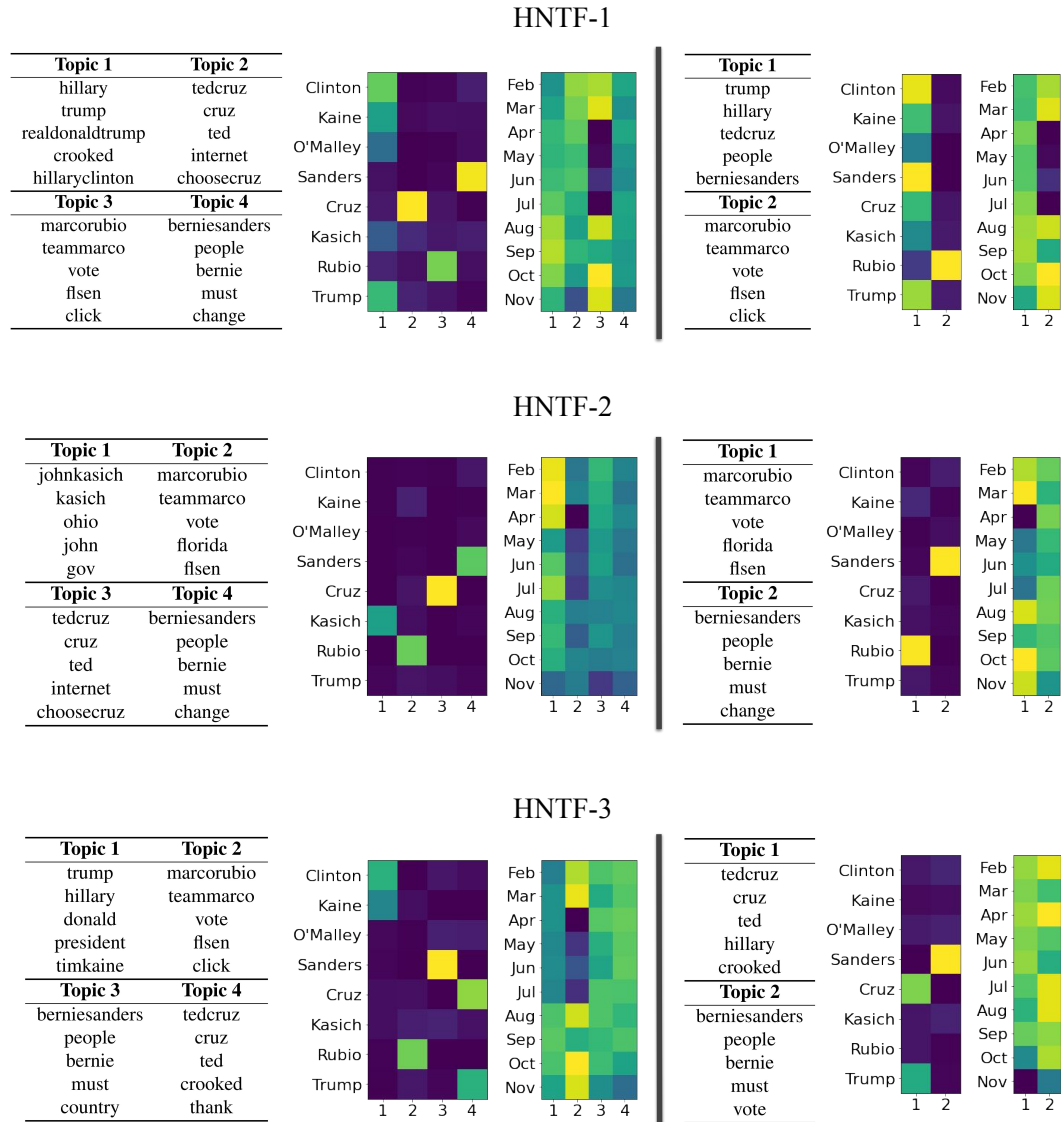 HNTF-1
Topic 1 Topic 2
hillary tedcruz
trump cruz
realdonaldtrump ted
crooked internet
hillaryclinton choosecruz
Topic 3 Topic 4
marcorubio berniesanders
teammarco people
vote bernie
flsen must
click change
Clinton
Kaine
O'Malley
Sanders
Cruz
Kasich
Rubio
Trump
1 2 3 4
Feb
Mar
Apr
May
Jun
Jul
Aug
Sep
Oct
Nov
1 2 3 4
Topic 1
trump
hillary
tedcruz
people
berniesanders
Topic 2
marcorubio
teammarco
vote
flsen
click
Clinton
Kaine
O'Malley
Sanders
Cruz
Kasich
Rubio
Trump
1 2
Feb
Mar
Apr
May
Jun
Jul
Aug
Sep
Oct
Nov
1 2
HNTF-2
Topic 1 Topic 2
johnkasich marcorubio
kasich teammarco
ohio vote
john florida
gov flsen
Topic 3 Topic 4
tedcruz berniesanders
cruz people
ted bernie
internet must
choosecruz change
Clinton
Kaine
O'Malley
Sanders
Cruz
Kasich
Rubio
Trump
1 2 3 4
Feb
Mar
Apr
May
Jun
Jul
Aug
Sep
Oct
Nov
1 2 3 4
Topic 1
marcorubio
teammarco
vote
florida
flsen
Topic 2
berniesanders
people
bernie
must
change
Clinton
Kaine
O'Malley
Sanders
Cruz
Kasich
Rubio
Trump
1 2
Feb
Mar
Apr
May
Jun
Jul
Aug
Sep
Oct
Nov
1 2
HNTF-3
Topic 1 Topic 2
trump marcorubio
hillary teammarco
donald vote
president flsen
timkaine click
Topic 3 Topic 4
berniesanders tedcruz
people cruz
bernie ted
must crooked
country thank
Clinton
Kaine
O'Malley
Sanders
Cruz
Kasich
Rubio
Trump
1 2 3 4
Feb
Mar
Apr
May
Jun
Jul
Aug
Sep
Oct
Nov
1 2 3 4
Topic 1
tedcruz
cruz
ted
hillary
crooked
Topic 2
berniesanders
people
bernie
must
vote
Clinton
Kaine
O'Malley
Sanders
Cruz
Kasich
Rubio
Trump
1 2
Feb
Mar
Apr
May
Jun
Jul
Aug
Sep
Oct
Nov
1 2